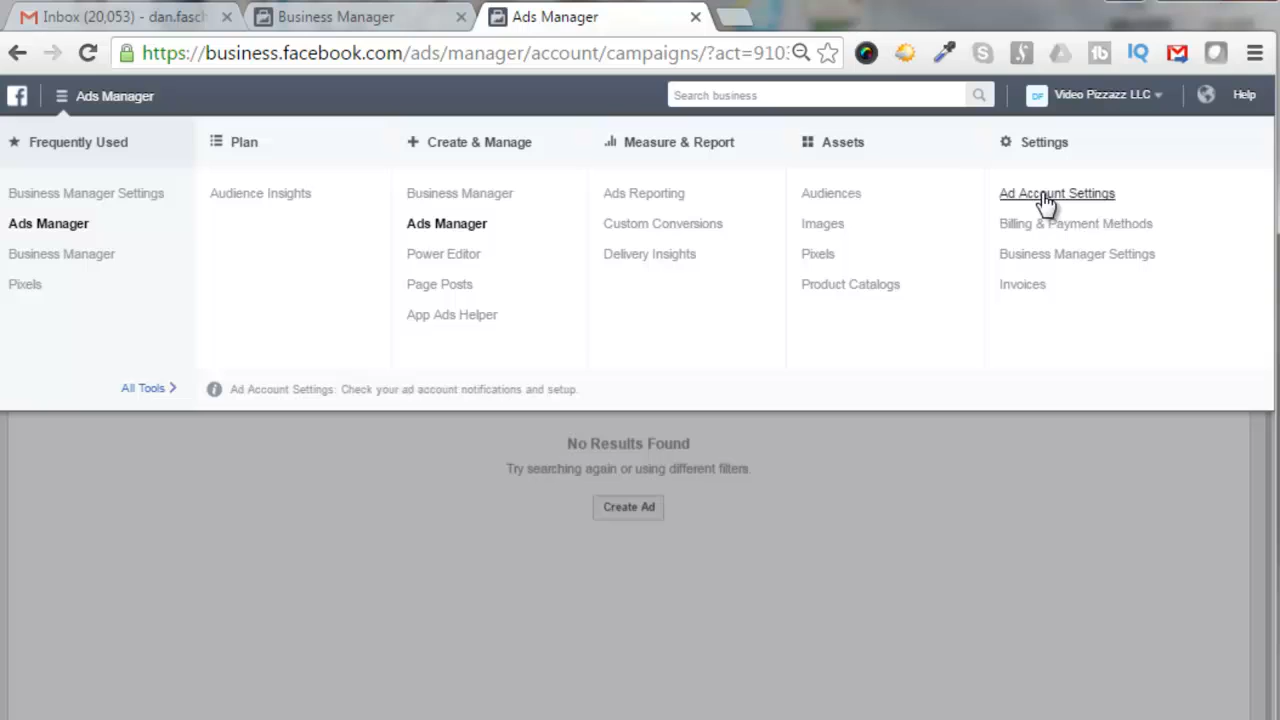 Inbox (20,053) - dan.fasch
Business Manager
Ads Manager
https://business.facebook.com/ads/manager/account/campaigns/?act=910
Ads Manager
Search business
DF
Video Pizzazz LLC
Help
Frequently Used
Business Manager Settings
Ads Manager
Business Manager
Pixels
All Tools
Plan
Audience Insights
Create & Manage
Business Manager
Ads Manager
Power Editor
Page Posts
App Ads Helper
Measure & Report
Ads Reporting
Custom Conversions
Delivery Insights
Assets
Audiences
Images
Pixels
Product Catalogs
Settings
Ad Account Settings
Billing & Payment Methods
Business Manager Settings
Invoices
Ad Account Settings: Check your ad account notifications and setup.
No Results Found
Try searching again or using different filters.
Create Ad